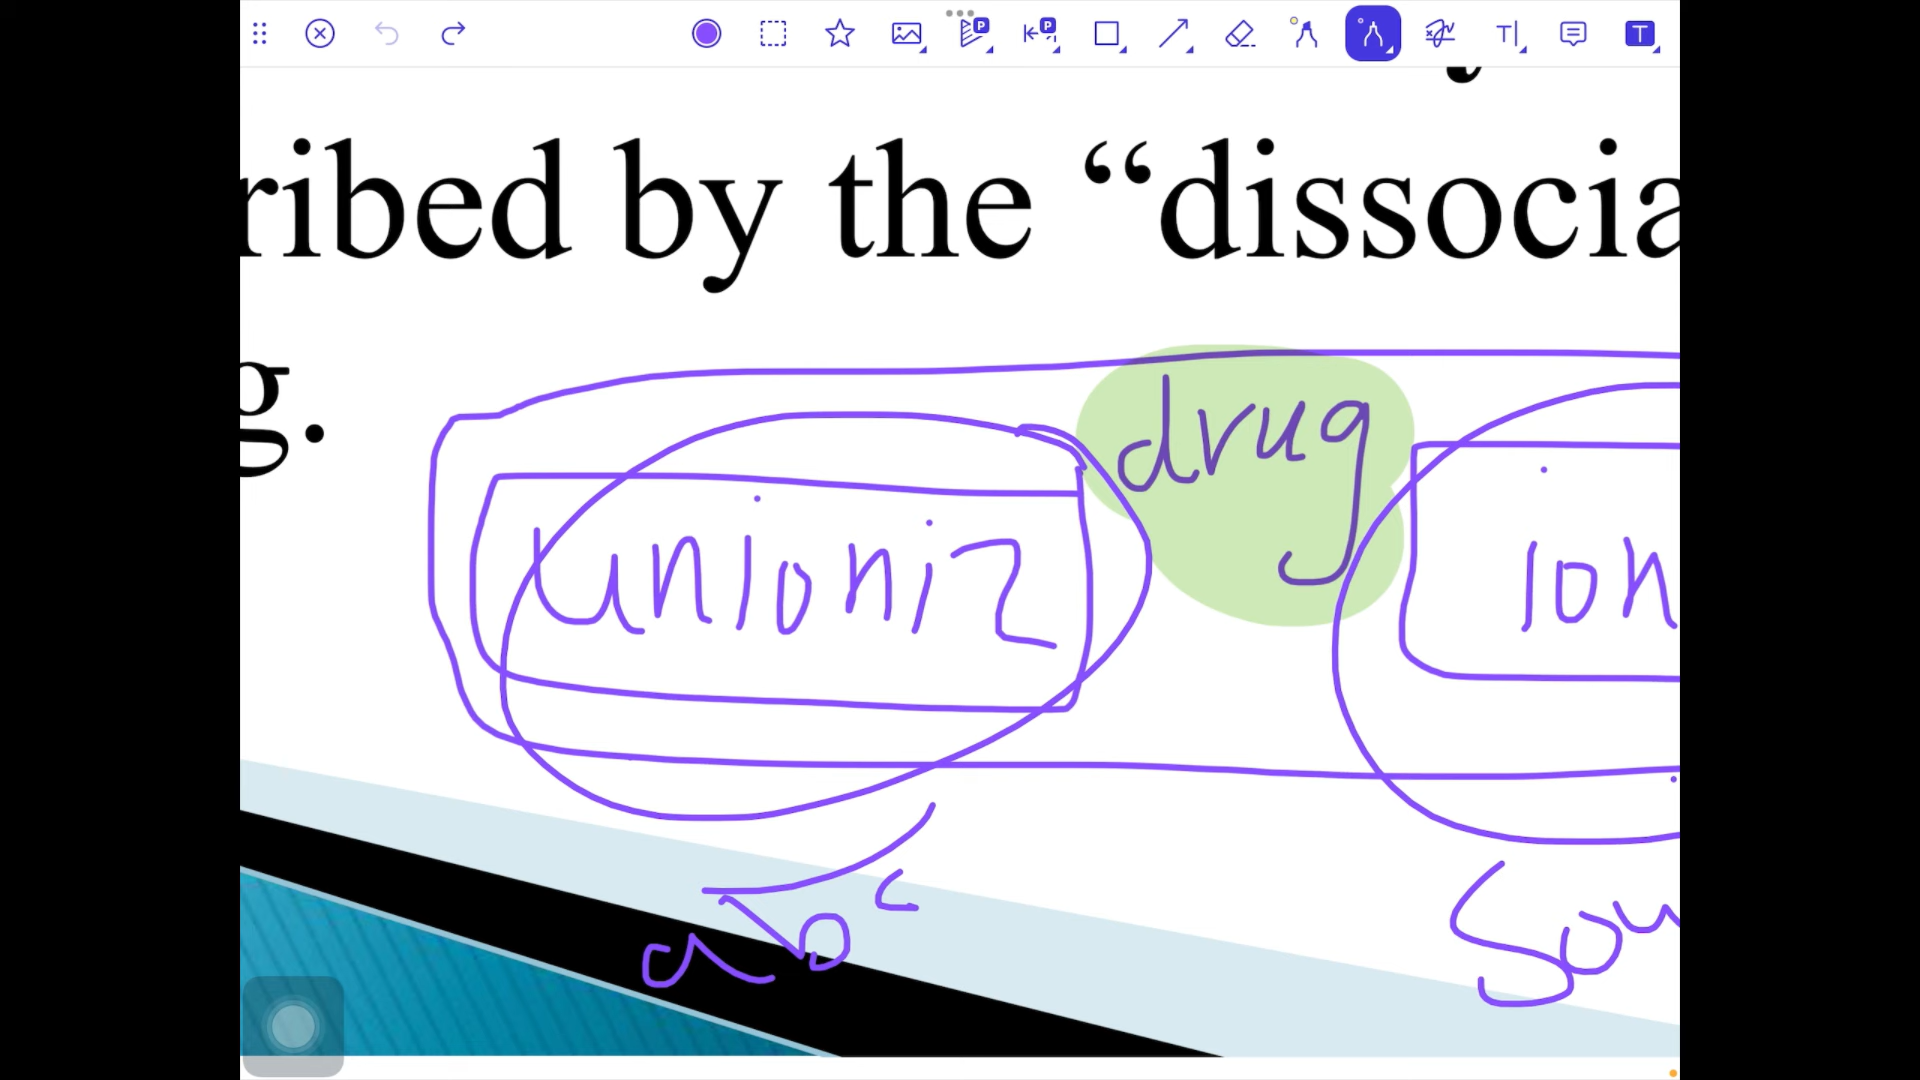 ribed by the “dissocia
g.
drug
unioniz
ion